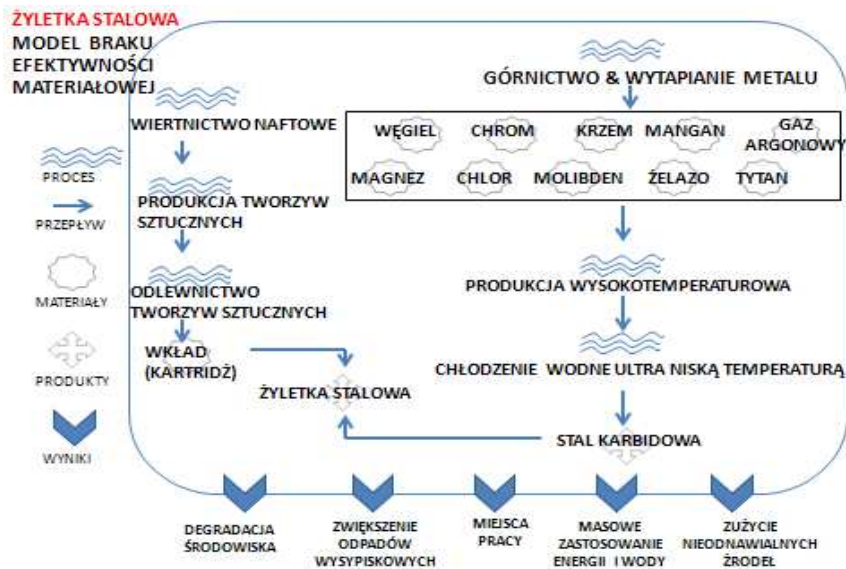 ŻYLETKA STALOWA
MODEL BRAKU
EFEKTYWNOŚCI
MATERIAŁOWEJ
PROCES
PRZEPŁYW
MATERIAŁY
PRODUKTY
WYNIKI
WIERTNICTWO NAFTOWE
PRODUKCJA TWORZYW
SZTUCZNYCH
ODLEWNICTWO
TWORZYW SZTUCZNYCH
WKŁAD
(KARTRIDŻ)
ŻYLETKA STALOWA
GÓRNICTWO & WYTAPIANIE METALU
WĘGIEL CHROM KRZEM MANGAN GAZ
ARGONOWY
MAGNEZ CHLOR MOLIBDEN ŻELAZO TYTAN
PRODUKCJA WYSOKOTEMPERATUROWA
CHŁODZENIE WODNE ULTRA NISKĄ TEMPERATURĄ
STAL KARBIDOWA
DEGRADACJA
ŚRODOWISKA
ZWIĘKSZENIE
ODPADÓW
WYSYPISKOWYCH
MIEJSCA
PRACY
MASOWE
ZASTOSOWANIE
ENERGII I WODY
ZUŻYCIE
NIEODNAWIALNYCH
ŻRODEŁ